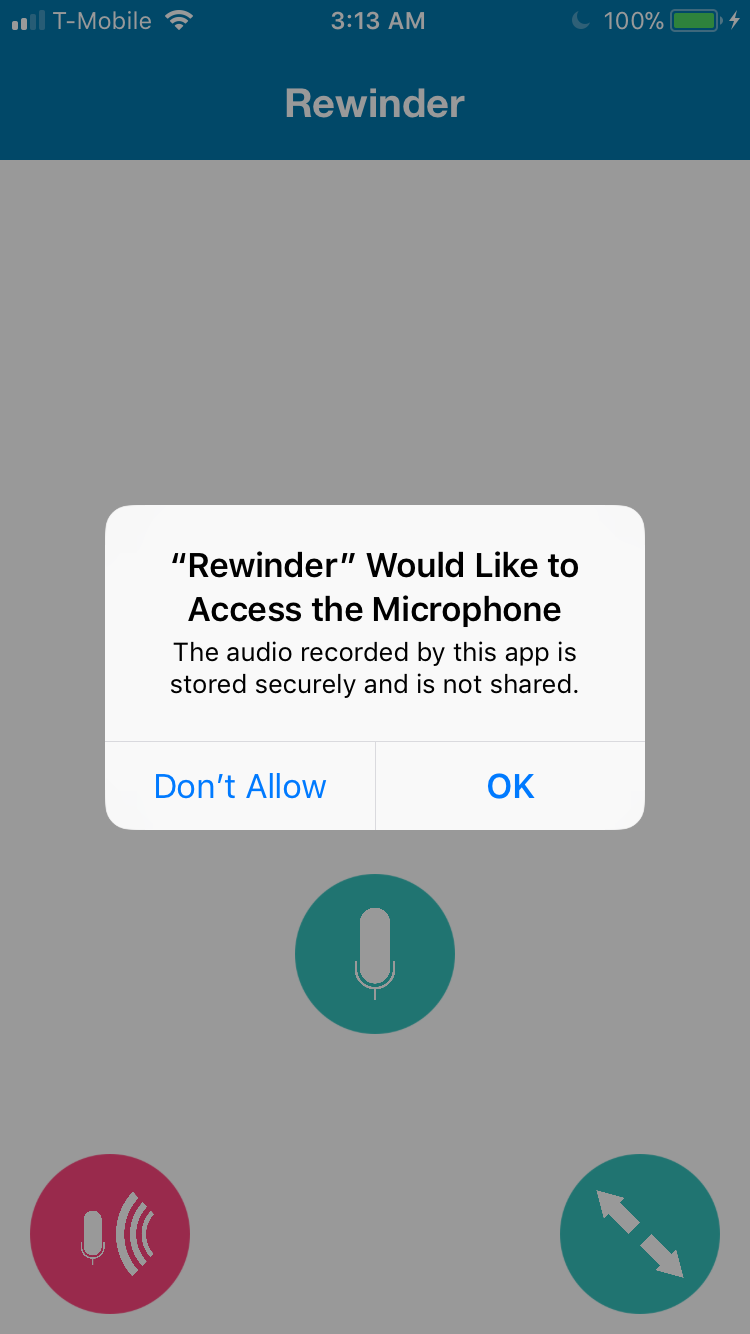 T-Mobile 3:13 AM 100%
Rewinder
“Rewinder” Would Like to
Access the Microphone
The audio recorded by this app is
stored securely and is not shared.
Don’t Allow OK